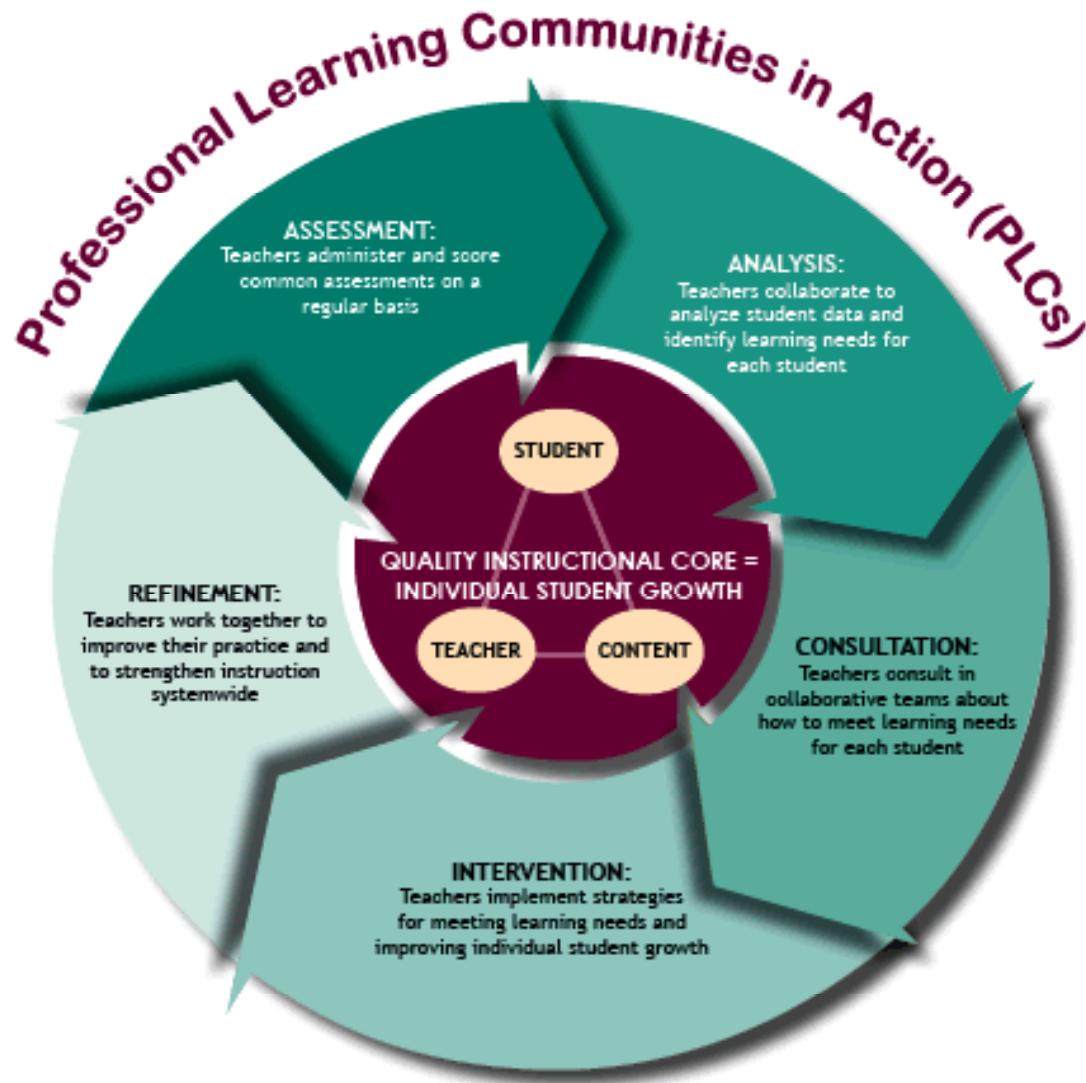 Professional Learning Communities in Action (PLCs)
ASSESSMENT:
Teachers administer and score
common assessments on a
regular basis
ANALYSIS:
Teachers collaborate to
analyze student data and
identify learning needs for
each student
CONSULTATION:
Teachers consult in
collaborative teams about
how to meet learning needs
for each student
INTERVENTION:
Teachers implement strategies
for meeting learning needs and
improving individual student growth
REFINEMENT:
Teachers work together to
improve their practice and
to strengthen instruction
systemwide
STUDENT
QUALITY INSTRUCTIONAL CORE =
INDIVIDUAL STUDENT GROWTH
TEACHER
CONTENT